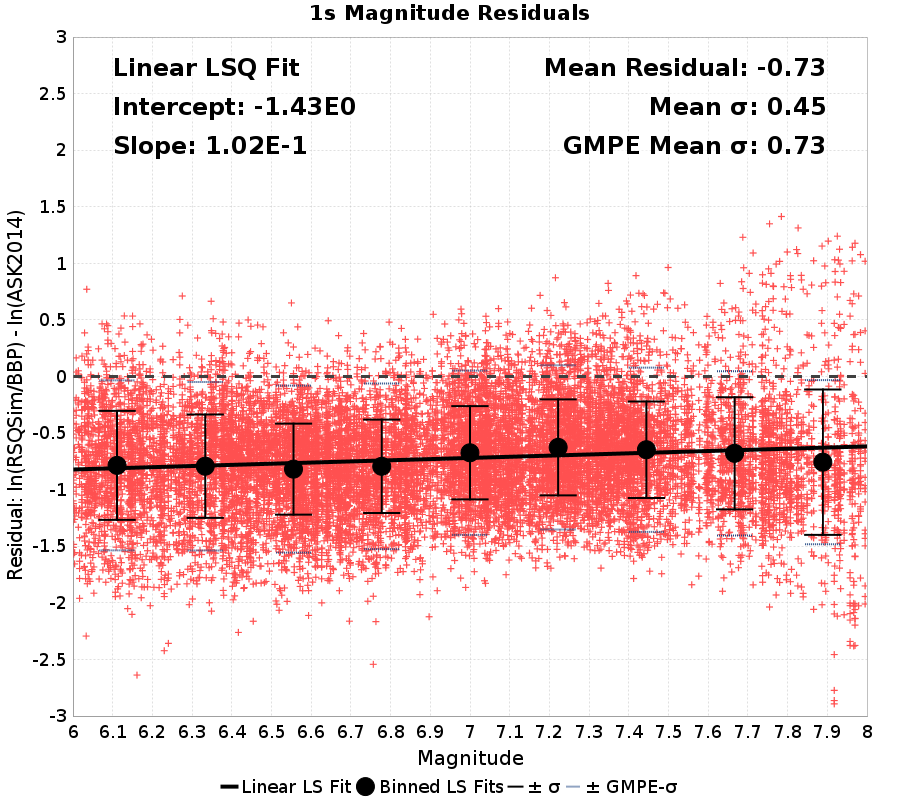 1s Magnitude Residuals
Linear LSQ Fit
Intercept: -1.43E0
Slope: 1.02E-1
Mean Residual: -0.73
Mean σ: 0.45
GMPE Mean σ: 0.73
Residual: ln(RSQSim/BBP) - ln(ASK2014)
3
2.5
2
1.5
1
0.5
0
-0.5
-1
-1.5
-2
-2.5
-3
6 6.1 6.2 6.3 6.4 6.5 6.6 6.7 6.8 6.9 7 7.1 7.2 7.3 7.4 7.5 7.6 7.7 7.8 7.9 8
Magnitude
Linear LS Fit Binned LS Fits ± σ ± GMPE-σ